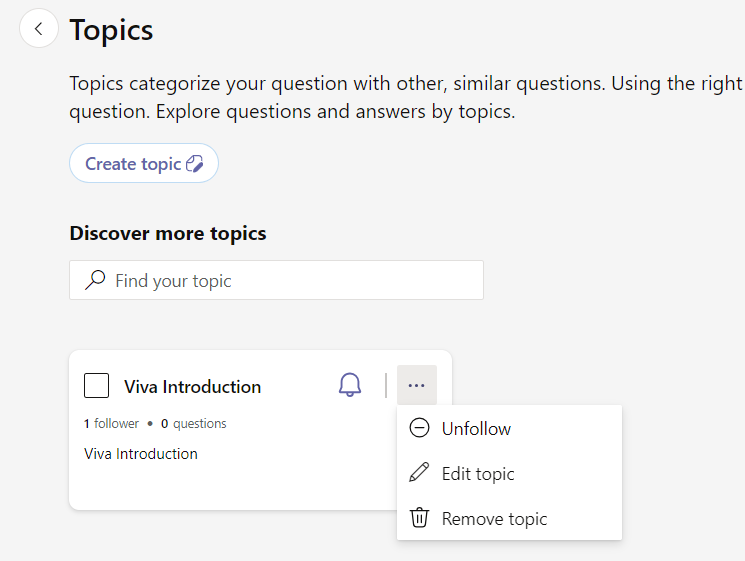 Topics
Topics categorize your question with other, similar questions. Using the right
question. Explore questions and answers by topics.
Create topic
Discover more topics
Find your topic
Viva Introduction
1 follower • 0 questions
Viva Introduction
Unfollow
Edit topic
Remove topic